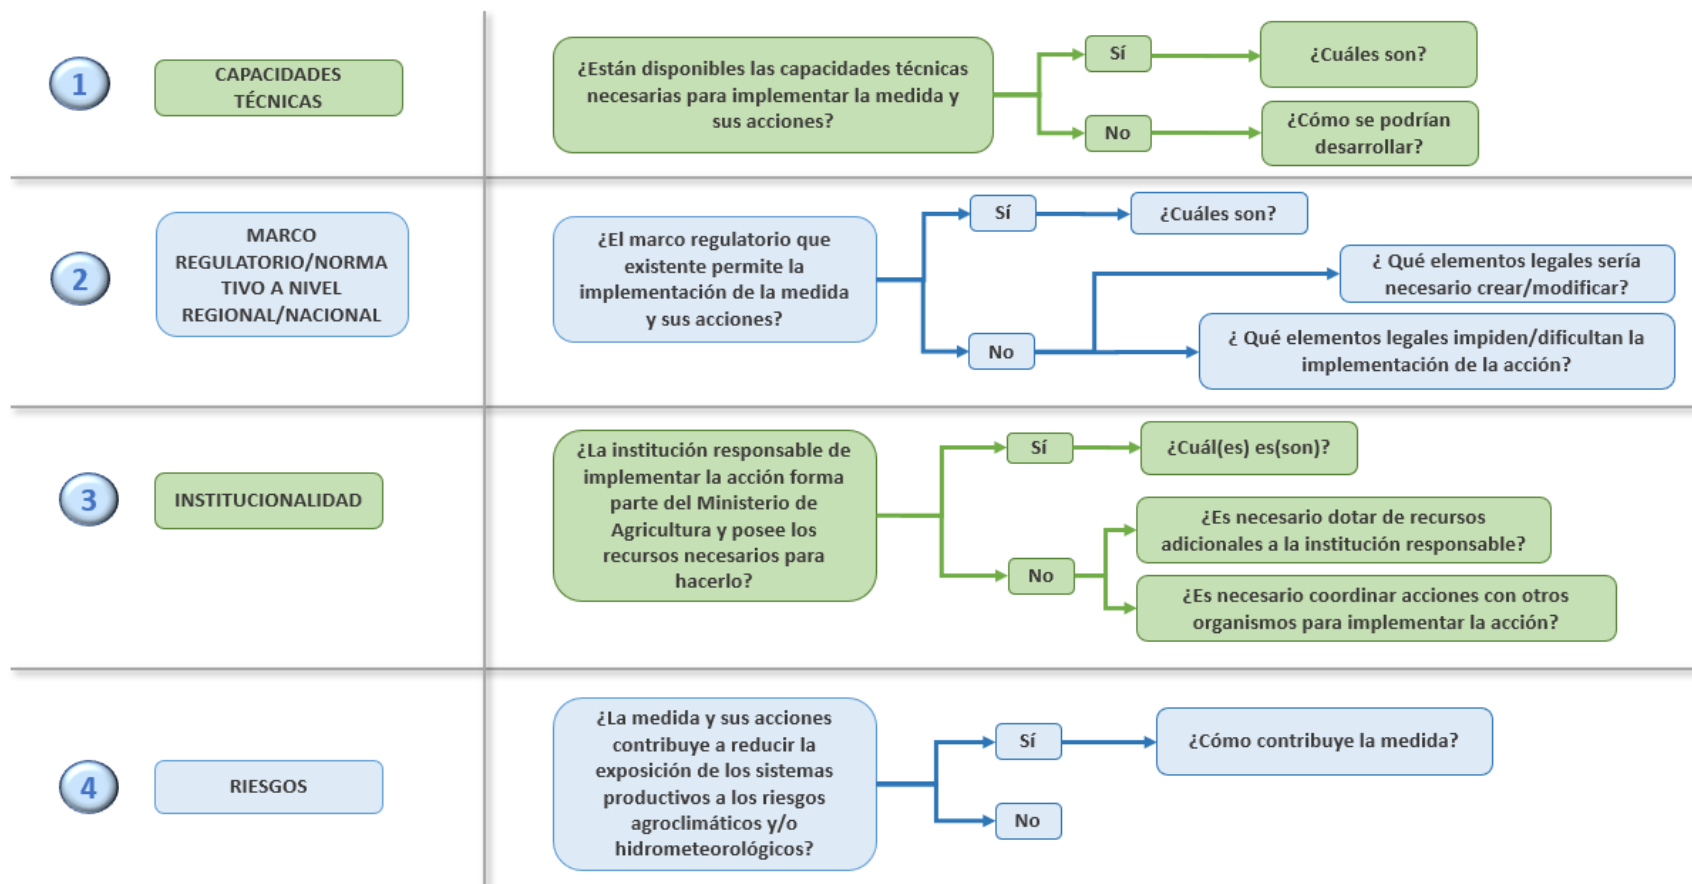 1
CAPACIDADES
TÉCNICAS
¿Están disponibles las capacidades técnicas
necesarias para implementar la medida y
sus acciones?
Sí
¿Cuáles son?
No
¿Cómo se podrían
desarrollar?
2
MARCO
REGULATORIO/NORMA
TIVO A NIVEL
REGIONAL/NACIONAL
¿El marco regulatorio que
existente permite la
implementación de la medida
y sus acciones?
Sí
¿Cuáles son?
No
¿ Qué elementos legales sería
necesario crear/modificar?
¿ Qué elementos legales impiden/dificultan la
implementación de la acción?
3
INSTITUCIONALIDAD
¿La institución responsable de
implementar la acción forma
parte del Ministerio de
Agricultura y posee los
recursos necesarios para
hacerlo?
Sí
¿Cuál(es) es(son)?
No
¿Es necesario dotar de recursos
adicionales a la institución responsable?
¿Es necesario coordinar acciones con otros
organismos para implementar la acción?
4
RIESGOS
¿La medida y sus acciones
contribuye a reducir la
exposición de los sistemas
productivos a los riesgos
agroclimáticos y/o
hidrometeorológicos?
Sí
¿Cómo contribuye la medida?
No